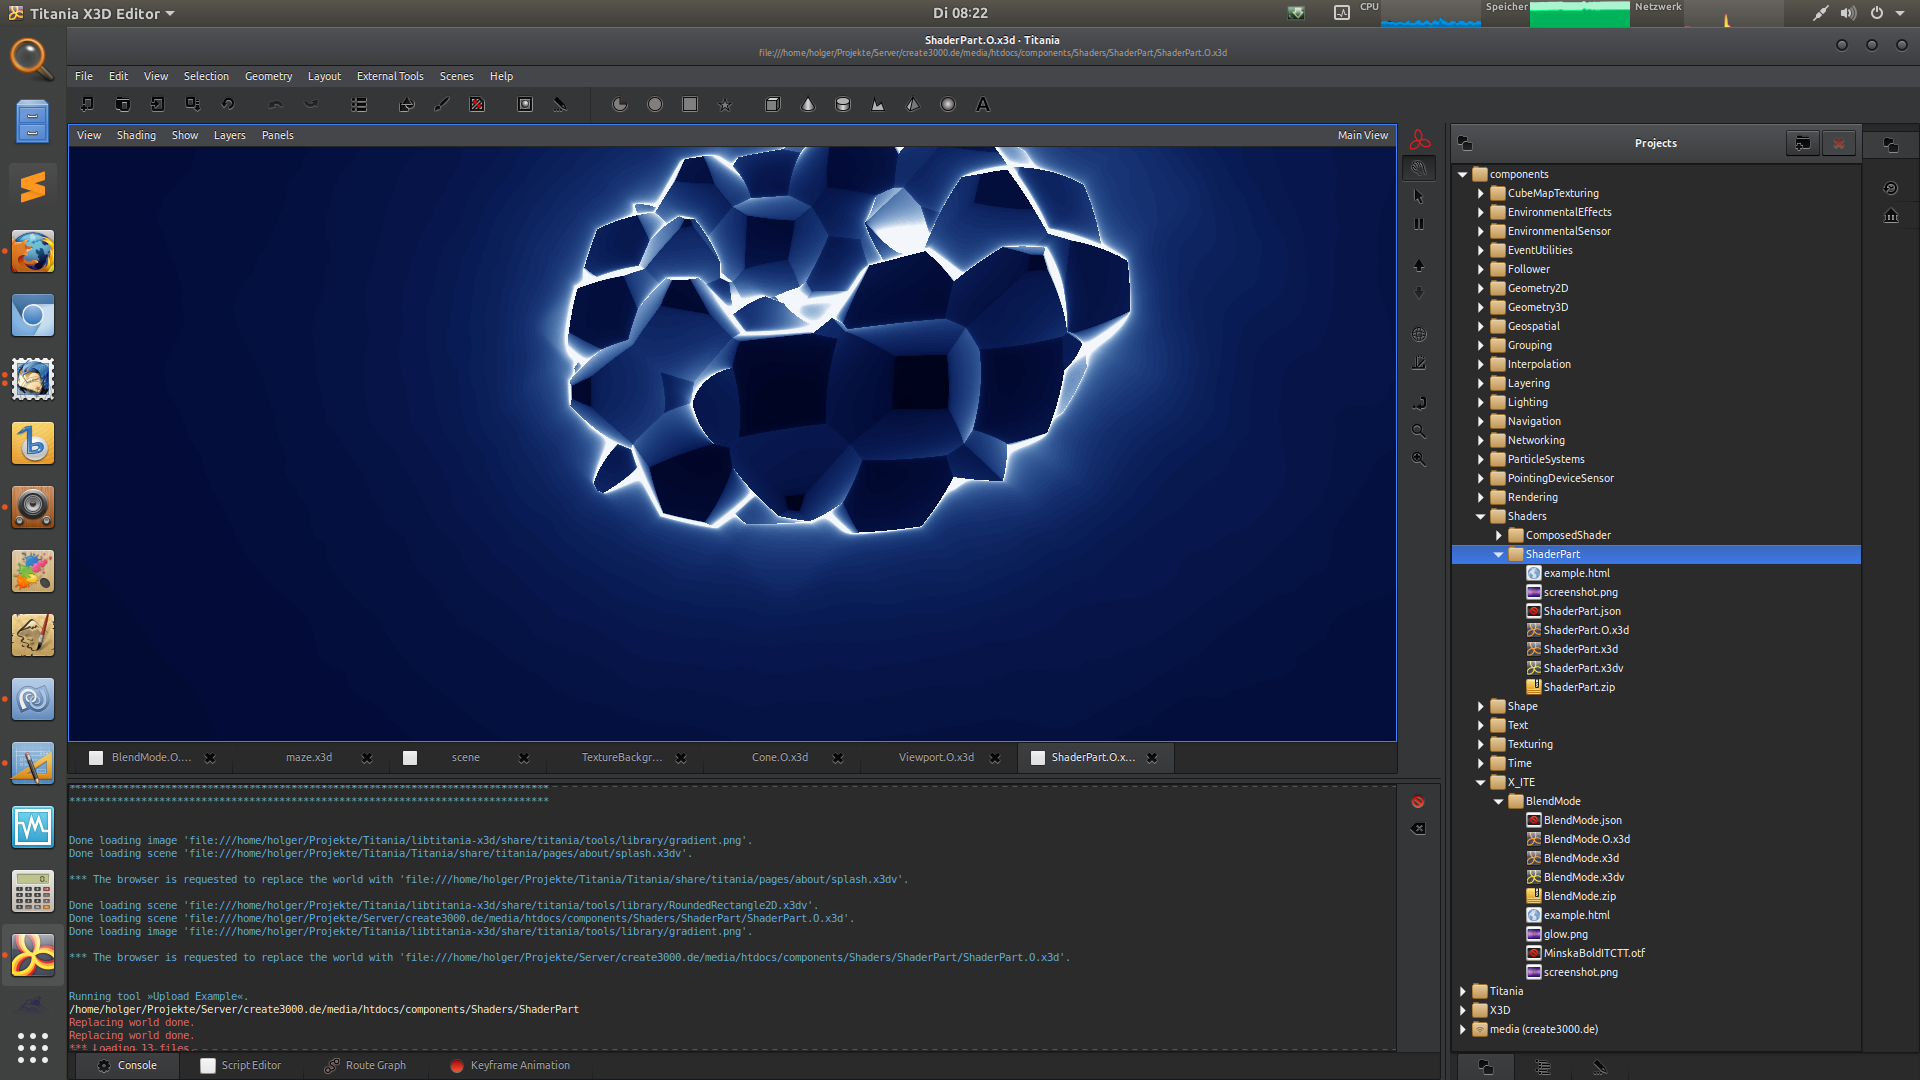 Titania X3D Editor
Di 08:22
CPU
Speicher
Netzwerk
ShaderPart.O.x3d - Titania
file:///home/holger/Projekte/Server/create3000.de/media/htdocs/components/Shaders/ShaderPart/ShaderPart.O.x3d
File Edit View Selection Geometry Layout External Tools Scenes Help
View Shading Show Layers Panels
Main View
BlendMode.O....
maze.x3d
scene
TextureBackgr...
Cone.O.x3d
Viewport.O.x3d
ShaderPart.O.x...
********************************************************************************
********************************************************************************
Done loading image 'file:///home/holger/Projekte/Titania/libtitania-x3d/share/titania/tools/library/gradient.png'.
Done loading scene 'file:///home/holger/Projekte/Titania/Titania/share/titania/pages/about/splash.x3dv'.
*** The browser is requested to replace the world with 'file:///home/holger/Projekte/Titania/Titania/share/titania/pages/about/splash.x3dv'.
Done loading scene 'file:///home/holger/Projekte/Titania/libtitania-x3d/share/titania/tools/library/RoundedRectangle2D.x3dv'.
Done loading scene 'file:///home/holger/Projekte/Server/create3000.de/media/htdocs/components/Shaders/ShaderPart/ShaderPart.O.x3d'.
Done loading image 'file:///home/holger/Projekte/Titania/libtitania-x3d/share/titania/tools/library/gradient.png'.
*** The browser is requested to replace the world with 'file:///home/holger/Projekte/Server/create3000.de/media/htdocs/components/Shaders/ShaderPart/ShaderPart.O.x3d'.
Running tool »Upload Example«.
/home/holger/Projekte/Server/create3000.de/media/htdocs/components/Shaders/ShaderPart
Replacing world done.
Replacing world done.
*** Loading 13 files.
Console
Script Editor
Route Graph
Keyframe Animation
Projects
components
CubeMapTexturing
EnvironmentalEffects
EnvironmentalSensor
EventUtilities
Follower
Geometry2D
Geometry3D
Geospatial
Grouping
Interpolation
Layering
Lighting
Navigation
Networking
ParticleSystems
PointingDeviceSensor
Rendering
Shaders
ComposedShader
ShaderPart
example.html
screenshot.png
ShaderPart.json
ShaderPart.O.x3d
ShaderPart.x3d
ShaderPart.x3dv
ShaderPart.zip
Shape
Text
Texturing
Time
X_ITE
BlendMode
BlendMode.json
BlendMode.O.x3d
BlendMode.x3d
BlendMode.x3dv
BlendMode.zip
example.html
glow.png
MinskaBoldITCTT.otf
screenshot.png
Titania
X3D
media (create3000.de)